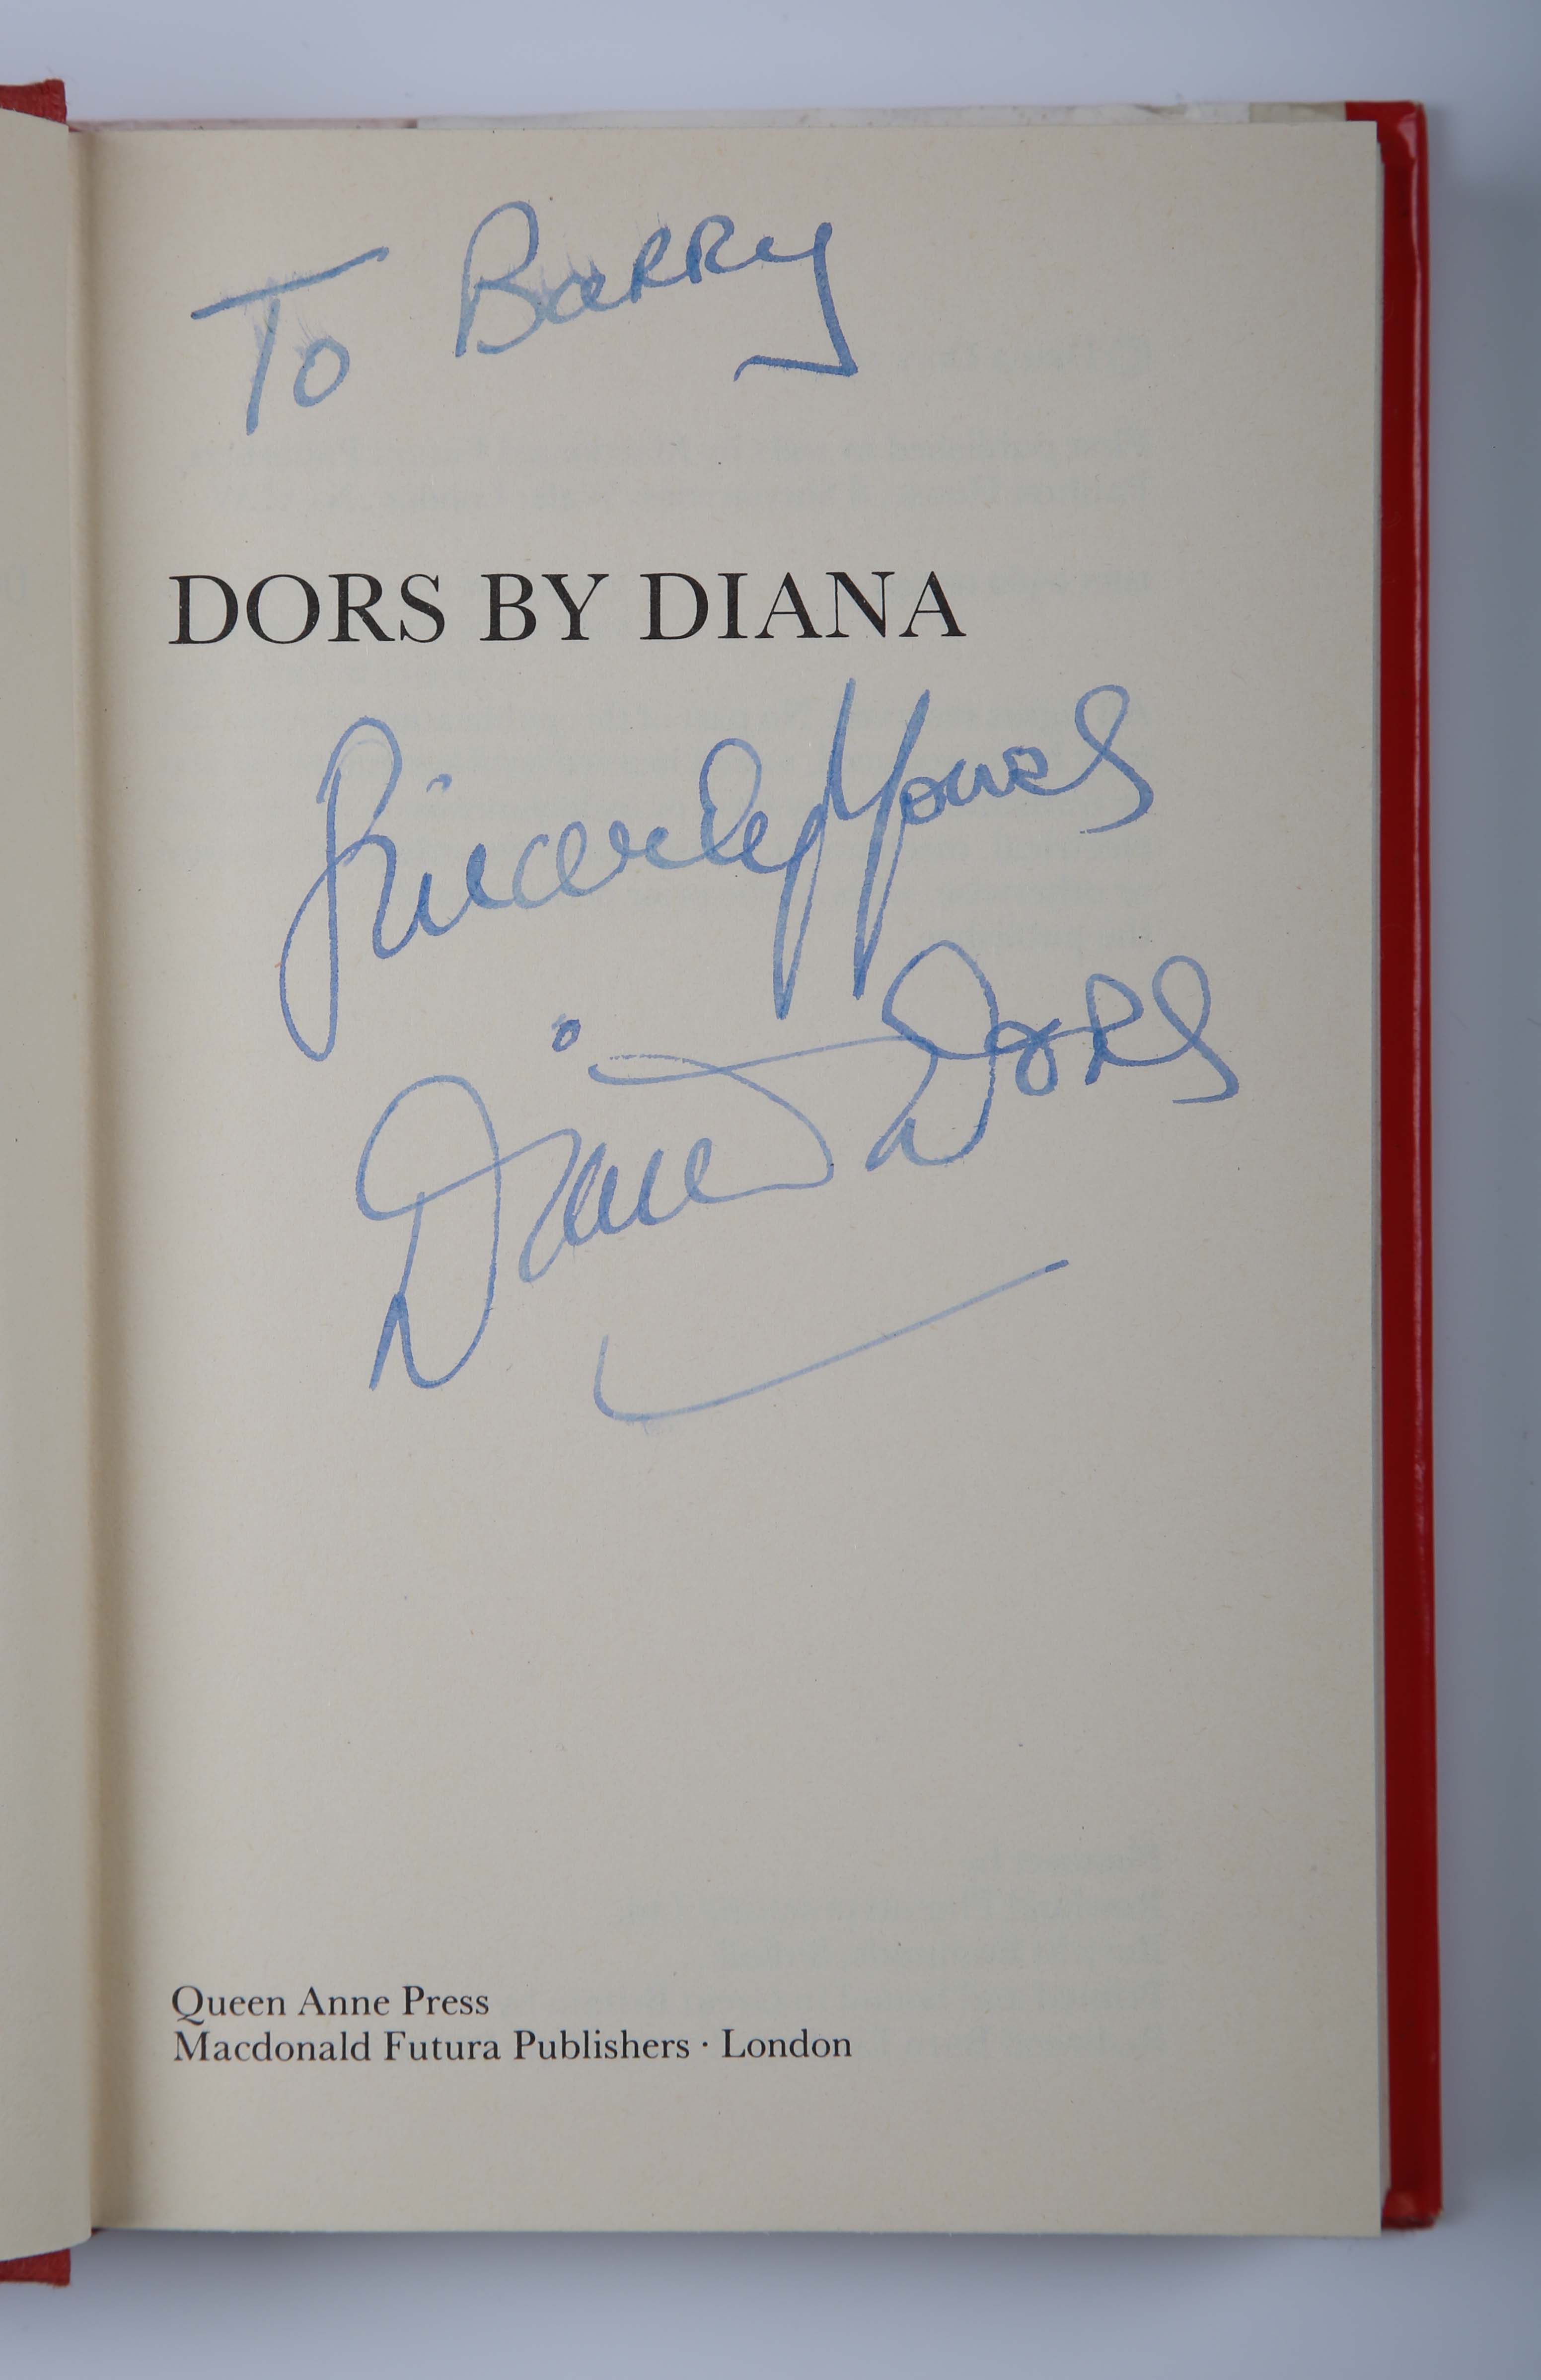 To Barry
DORS BY DIANA
Sincerely Yours
Diana Dors
Queen Anne Press
Macdonald Futura Publishers · London